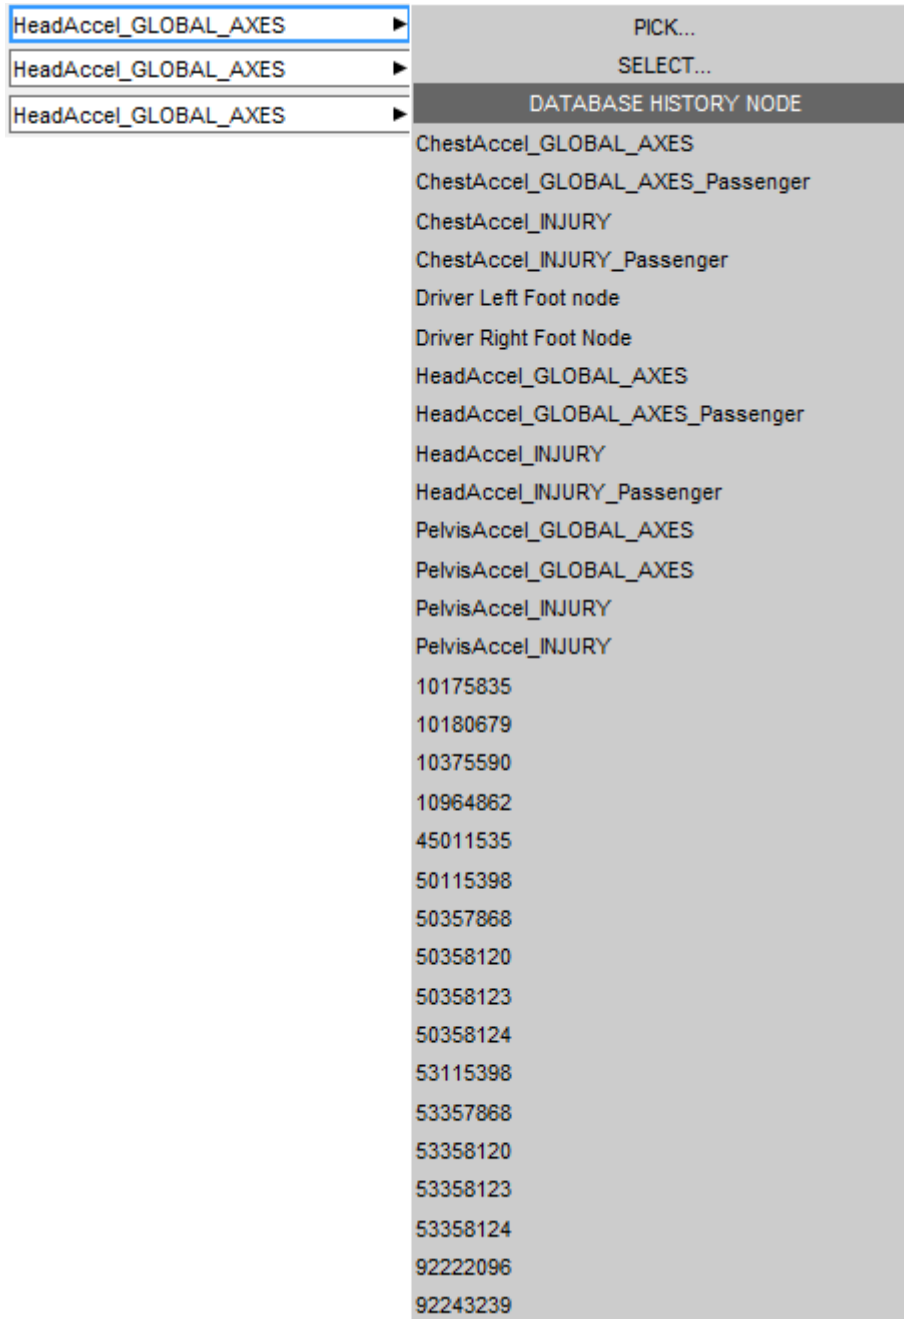 HeadAccel_GLOBAL_AXES
HeadAccel_GLOBAL_AXES
HeadAccel_GLOBAL_AXES
PICK...
SELECT...
DATABASE HISTORY NODE
ChestAccel_GLOBAL_AXES
ChestAccel_GLOBAL_AXES_Passenger
ChestAccel_INJURY
ChestAccel_INJURY_Passenger
Driver Left Foot node
Driver Right Foot Node
HeadAccel_GLOBAL_AXES
HeadAccel_GLOBAL_AXES_Passenger
HeadAccel_INJURY
HeadAccel_INJURY_Passenger
PelvisAccel_GLOBAL_AXES
PelvisAccel_GLOBAL_AXES
PelvisAccel_INJURY
PelvisAccel_INJURY
10175835
10180679
10375590
10964862
45011535
50115398
50357868
50358120
50358123
50358124
53115398
53357868
53358120
53358123
53358124
92222096
92243239